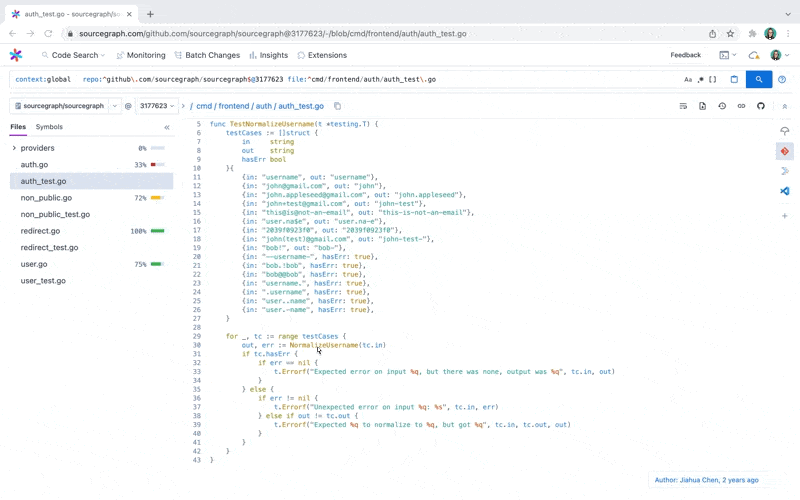 auth_test.go - sourcegraph/so
sourcegraph.com/github.com/sourcegraph/sourcegraph@3177623/-/blob/cmd/frontend/auth/auth_test.go
Code Search
Monitoring
Batch Changes
Insights
Extensions
Feedback
context:global repo:^github\.com/sourcegraph/sourcegraph$@3177623 file:^cmd/frontend/auth/auth_test\.go
Aa .* []
sourcegraph/sourcegraph @ 3177623 / cmd / frontend / auth / auth_test.go
Files Symbols
providers 0%
auth.go 33%
auth_test.go
non_public.go 72%
non_public_test.go
redirect.go 100%
redirect_test.go
user.go 75%
user_test.go
5 func TestNormalizeUsername(t *testing.T) {
6 testCases := []struct {
7 in string
8 out string
9 hasErr bool
10 }{
11 {in: "username", out: "username"},
12 {in: "john@gmail.com", out: "john"},
13 {in: "john.appleseed@gmail.com", out: "john.appleseed"},
14 {in: "john+test@gmail.com", out: "john-test"},
15 {in: "this@is@not-an-email", out: "this-is-not-an-email"},
16 {in: "user.na$e", out: "user.na-e"},
17 {in: "2039f0923f0", out: "2039f0923f0"},
18 {in: "john(test)@gmail.com", out: "john-test-"},
19 {in: "bob!", out: "bob-"},
20 {in: "--username-", hasErr: true},
21 {in: "bob.!bob", hasErr: true},
22 {in: "bob@@bob", hasErr: true},
23 {in: "username.", hasErr: true},
24 {in: ".username", hasErr: true},
25 {in: "user..name", hasErr: true},
26 {in: "user.-name", hasErr: true},
27 }
28
29 for _, tc := range testCases {
30 out, err := NormalizeUsername(tc.in)
31 if tc.hasErr {
32 if err == nil {
33 t.Errorf("Expected error on input %q, but there was none, output was %q", tc.in, out)
34 }
35 } else {
36 if err != nil {
37 t.Errorf("Unexpected error on input %q: %s", tc.in, err)
38 } else if out != tc.out {
39 t.Errorf("Expected %q to normalize to %q, but got %q", tc.in, tc.out, out)
40 }
41 }
42 }
43 }
Author: Jiahua Chen, 2 years ago